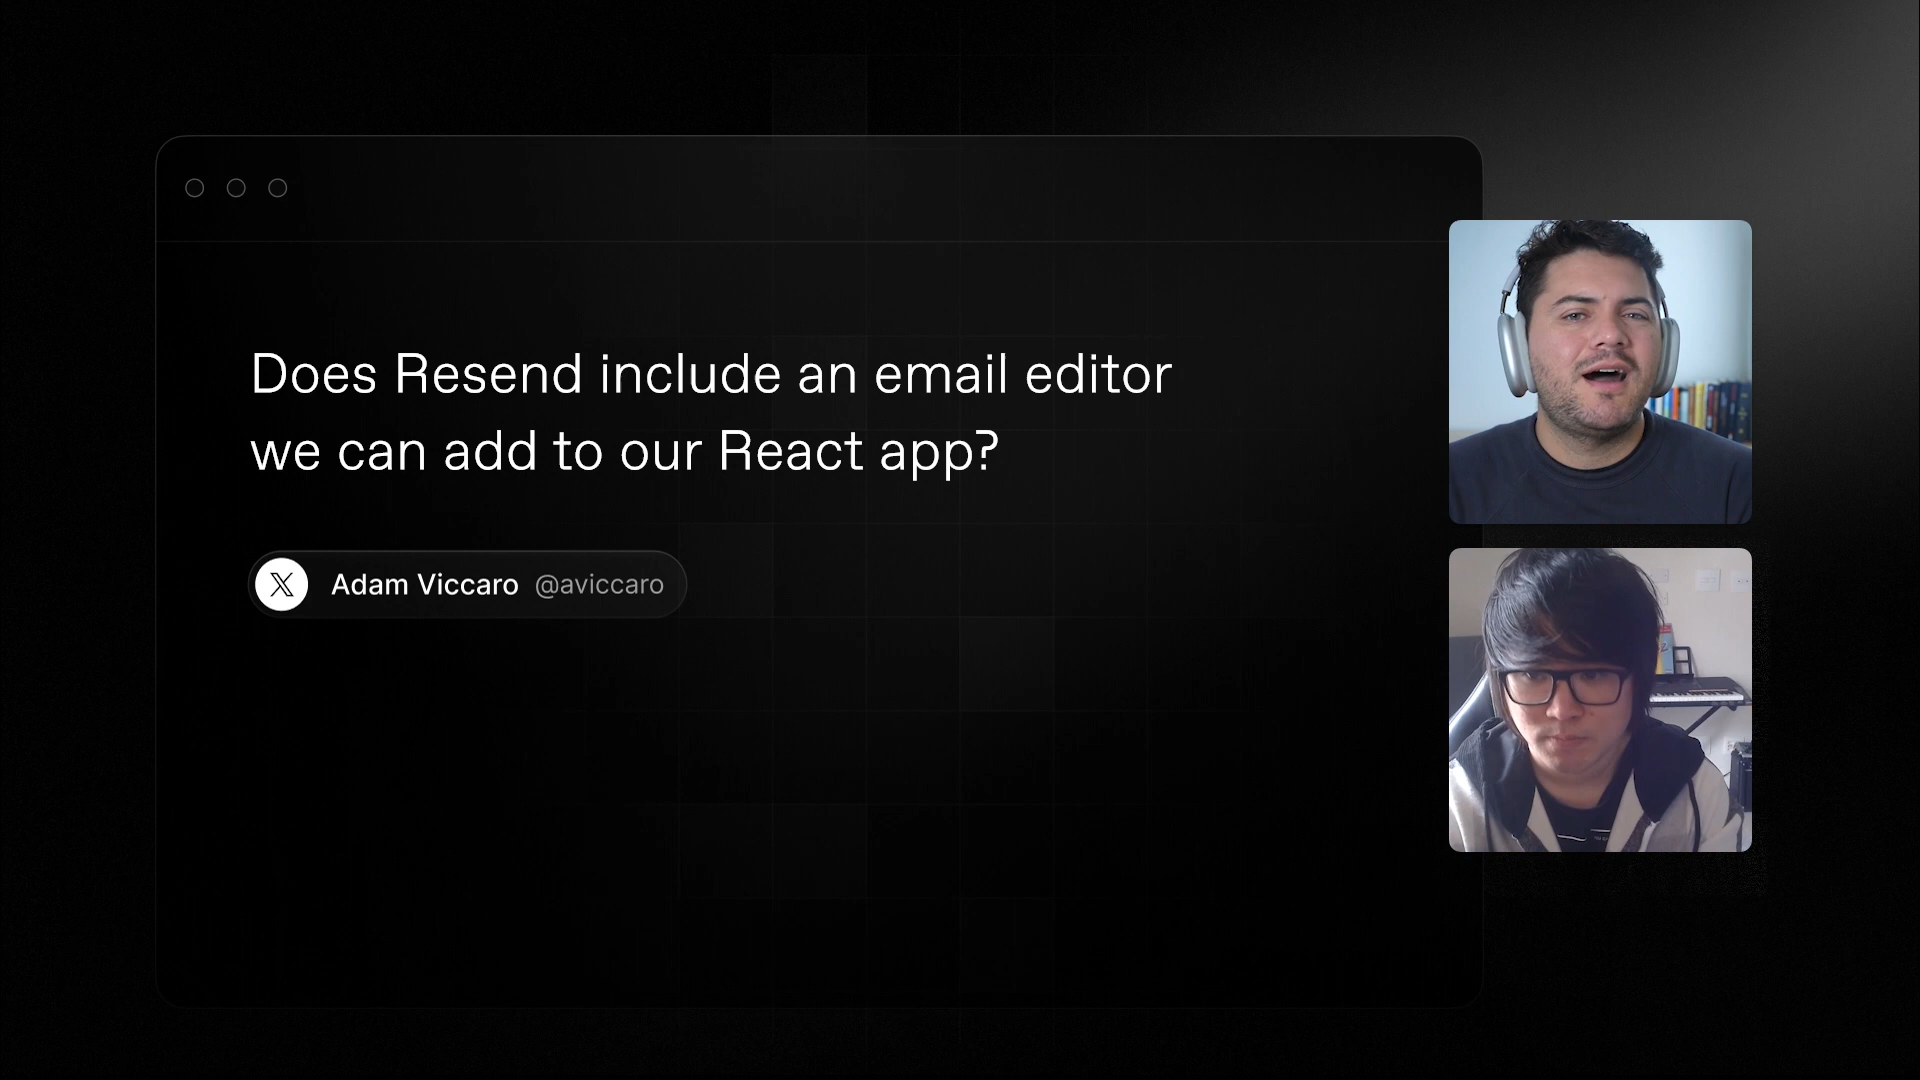 Does Resend include an email editor
we can add to our React app?
Adam Viccaro @aviccaro